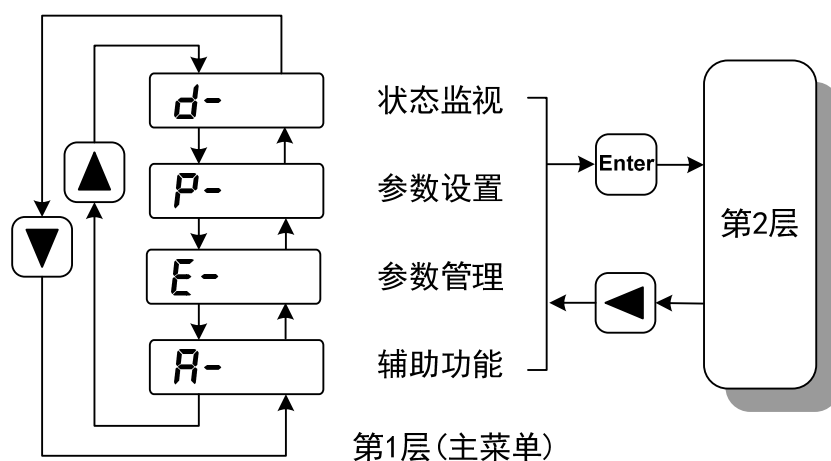 d-
状态监视
P-
参数设置
E-
参数管理
A-
辅助功能
Enter
第2层
第1层(主菜单)